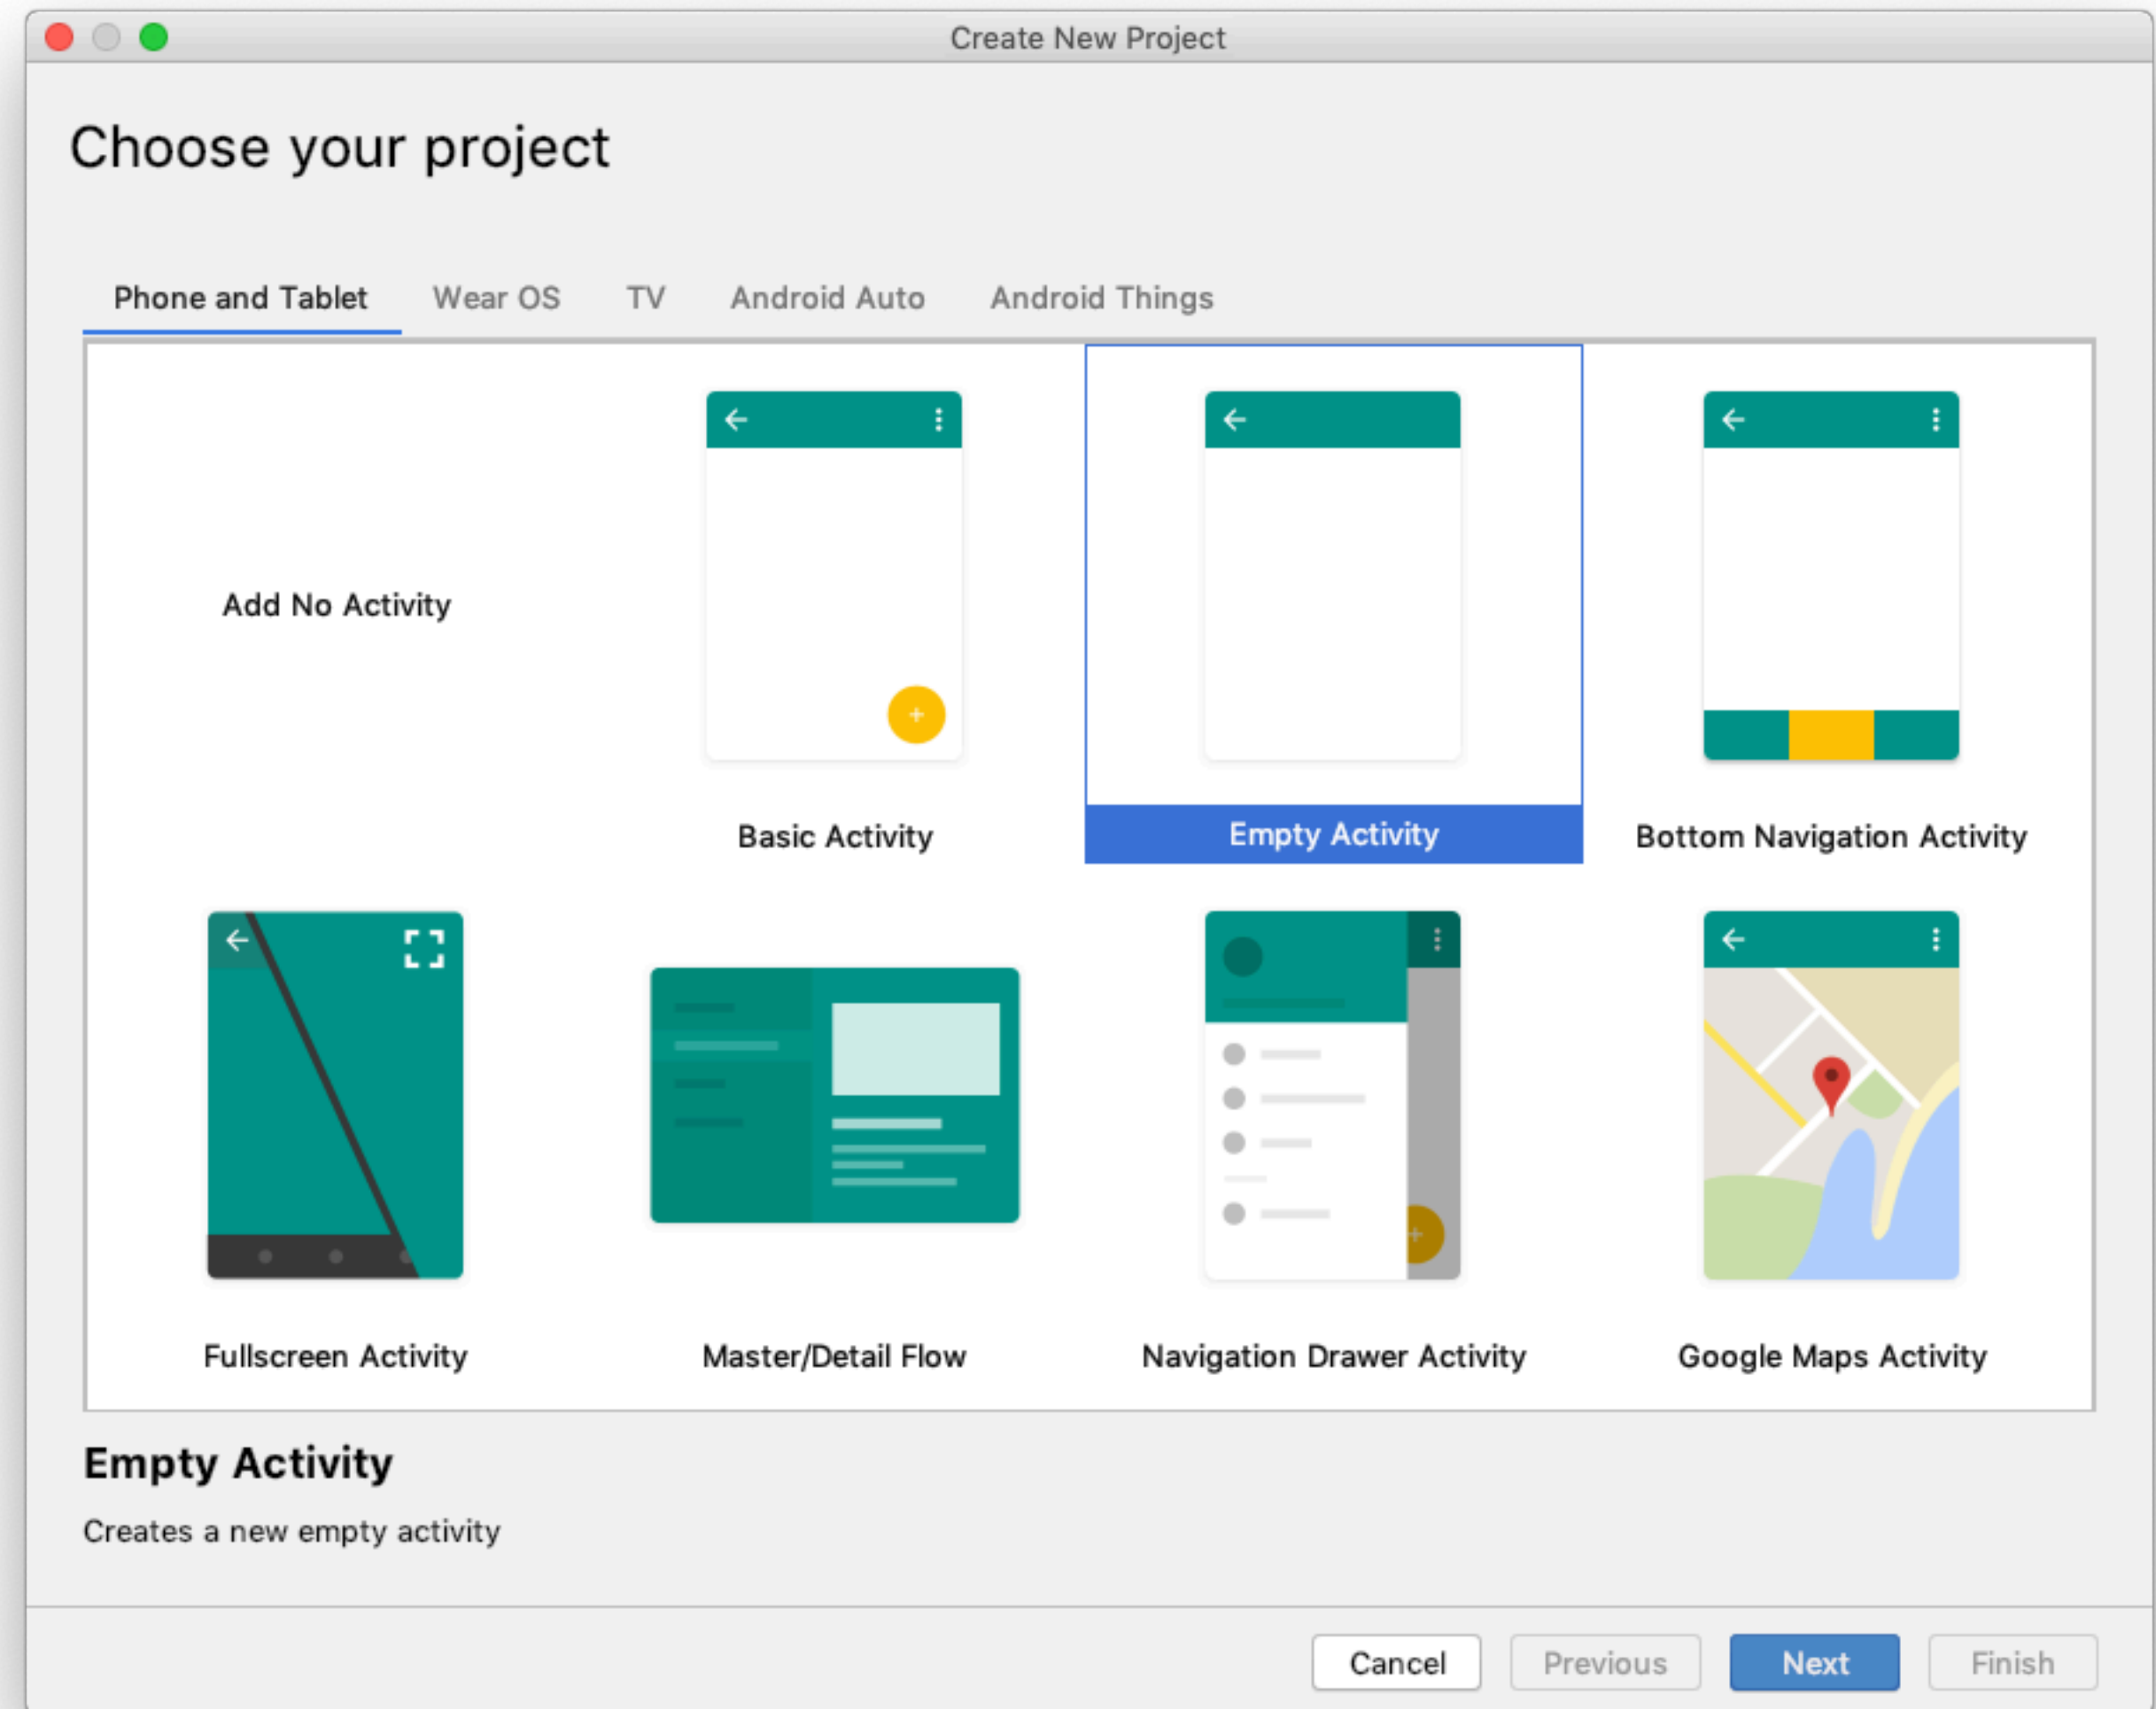 Create New Project
Choose your project
Phone and Tablet Wear OS TV Android Auto Android Things
Add No Activity
Basic Activity
Empty Activity
Bottom Navigation Activity
Fullscreen Activity
Master/Detail Flow
Navigation Drawer Activity
Google Maps Activity
Empty Activity
Creates a new empty activity
Cancel Previous Next Finish